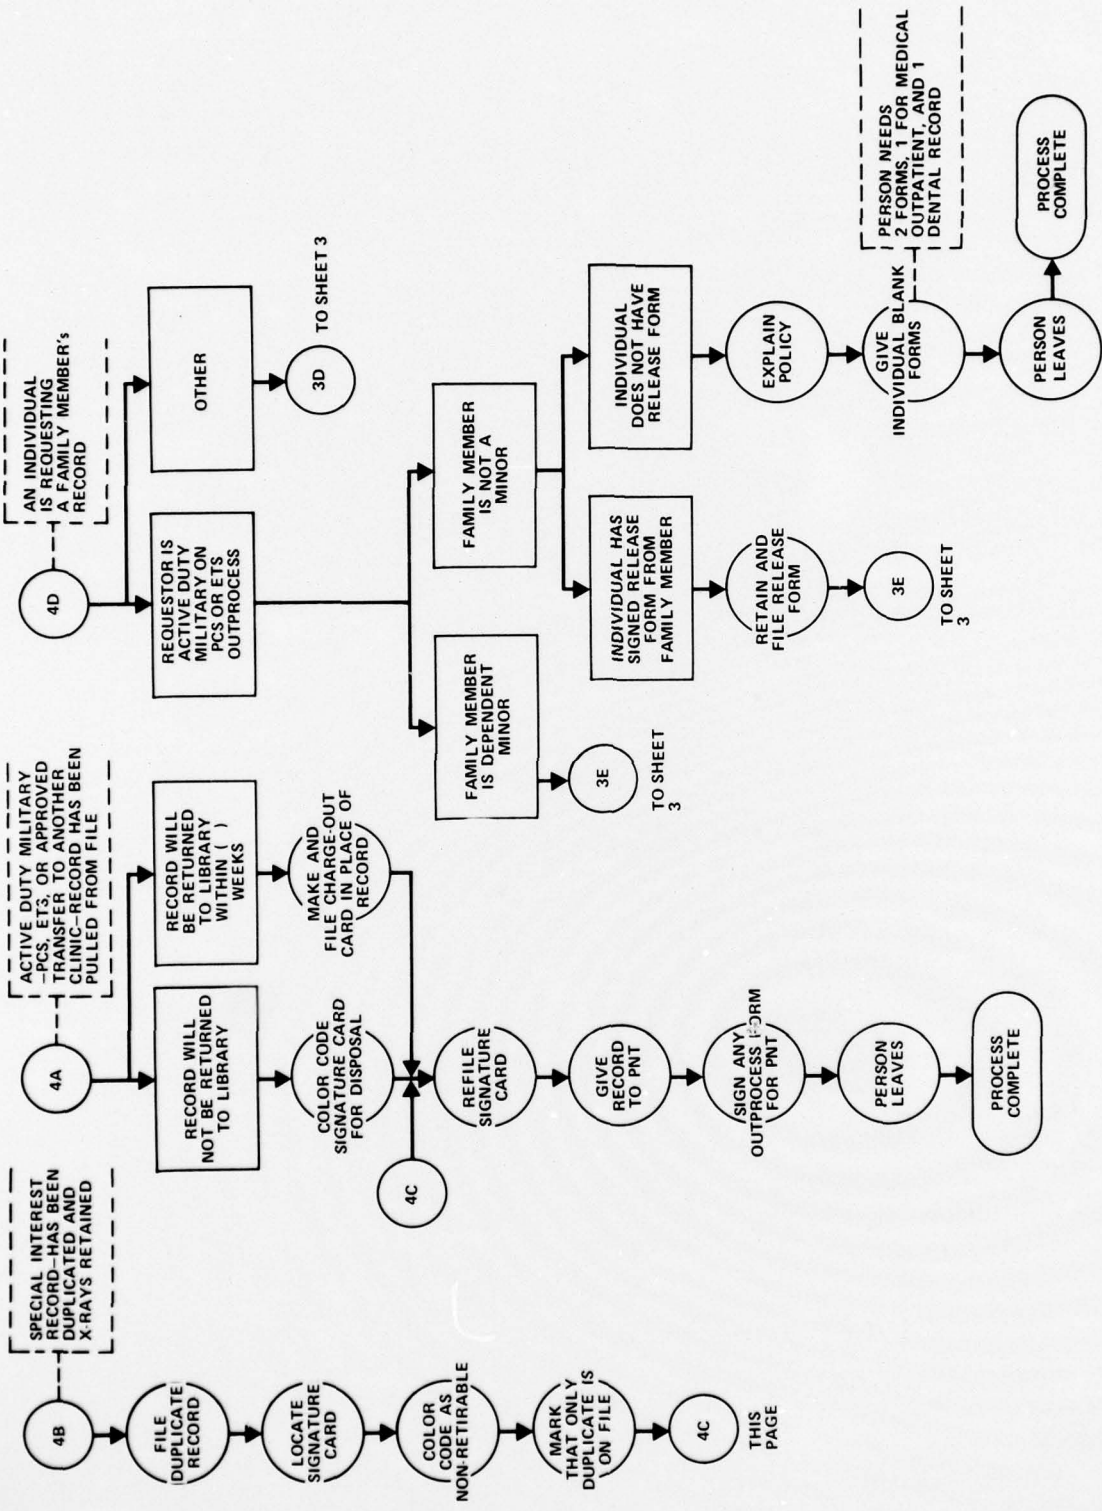 4B
SPECIAL INTEREST
RECORD–HAS BEEN
DUPLICATED AND
X-RAYS RETAINED
FILE
DUPLICATE
RECORD
LOCATE
SIGNATURE
CARD
COLOR
CODE AS
NON-RETIRABLE
MARK
THAT ONLY
DUPLICATE IS
ON FILE
4C
THIS
PAGE
4A
ACTIVE DUTY MILITARY
-PCS, ETS, OR APPROVED
TRANSFER TO ANOTHER
CLINIC–RECORD HAS BEEN
PULLED FROM FILE
RECORD WILL
NOT BE RETURNED
TO LIBRARY
RECORD WILL
BE RETURNED
TO LIBRARY
WITHIN ( )
WEEKS
COLOR CODE
SIGNATURE CARD
FOR DISPOSAL
MAKE AND
FILE CHARGE-OUT
CARD IN PLACE OF
RECORD
4C
REFILE
SIGNATURE
CARD
GIVE
RECORD
TO PNT
SIGN ANY
OUTPROCESS FORM
FOR PNT
PERSON
LEAVES
PROCESS
COMPLETE
4D
AN INDIVIDUAL
IS REQUESTING
A FAMILY MEMBER's
RECORD
REQUESTOR IS
ACTIVE DUTY
MILITARY ON
PCS OR ETS
OUTPROCESS
OTHER
3D
TO SHEET 3
FAMILY MEMBER
IS DEPENDENT
MINOR
3E
TO SHEET
3
FAMILY MEMBER
IS NOT A
MINOR
INDIVIDUAL HAS
SIGNED RELEASE
FORM FROM
FAMILY MEMBER
RETAIN AND
FILE RELEASE
FORM
3E
TO SHEET
3
INDIVIDUAL
DOES NOT HAVE
RELEASE FORM
EXPLAIN
POLICY
GIVE
INDIVIDUAL BLANK
FORMS
PERSON NEEDS
2 FORMS, 1 FOR MEDICAL
OUTPATIENT, AND 1
DENTAL RECORD
PERSON
LEAVES
PROCESS
COMPLETE